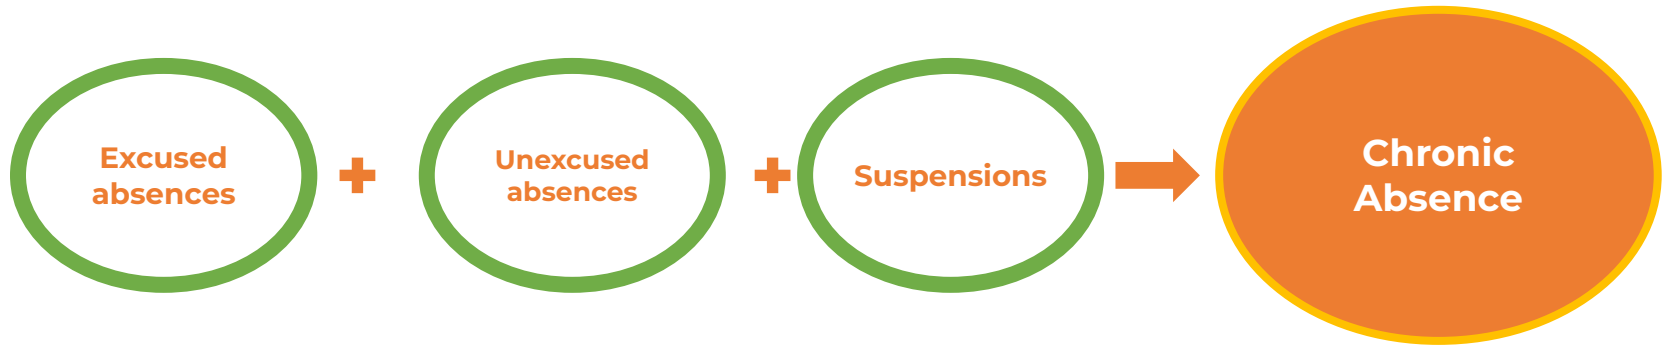 Excused
absences
+
Unexcused
absences
+
Suspensions
Chronic
Absence